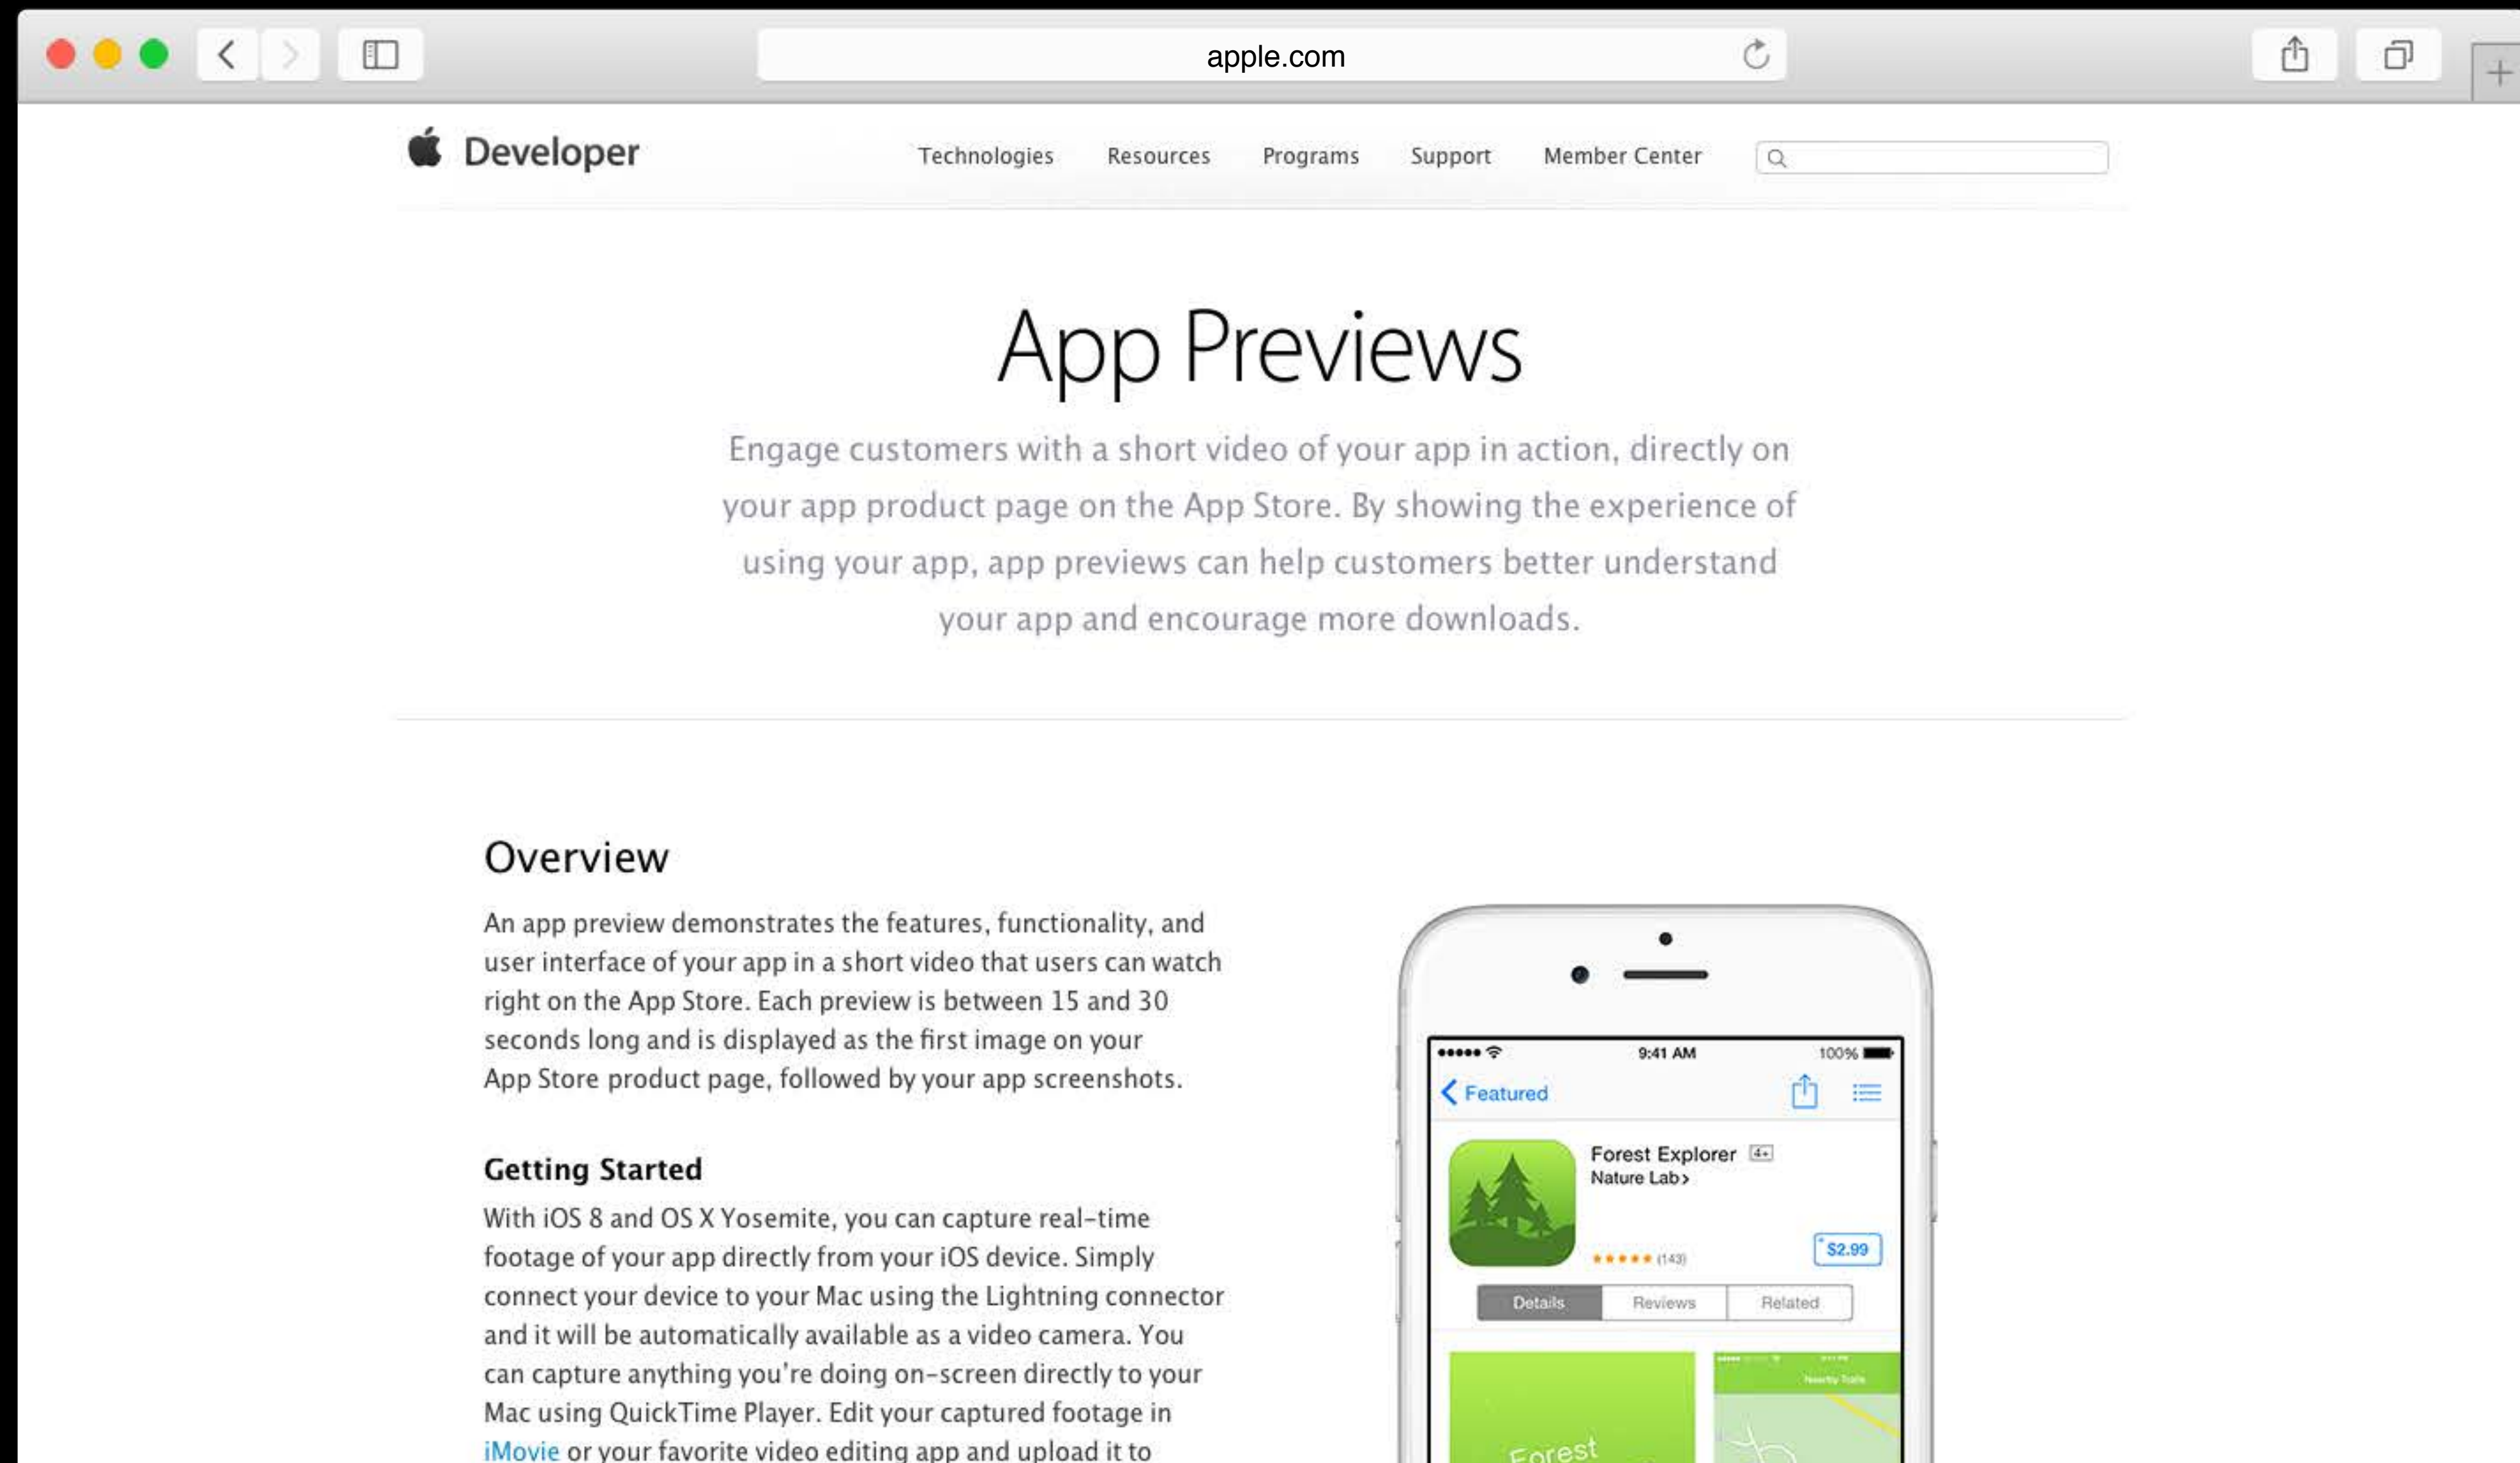 apple.com
Developer
Technologies Resources Programs Support Member Center
App Previews
Engage customers with a short video of your app in action, directly on
your app product page on the App Store. By showing the experience of
using your app, app previews can help customers better understand
your app and encourage more downloads.
Overview
An app preview demonstrates the features, functionality, and
user interface of your app in a short video that users can watch
right on the App Store. Each preview is between 15 and 30
seconds long and is displayed as the first image on your
App Store product page, followed by your app screenshots.
Getting Started
With iOS 8 and OS X Yosemite, you can capture real-time
footage of your app directly from your iOS device. Simply
connect your device to your Mac using the Lightning connector
and it will be automatically available as a video camera. You
can capture anything you're doing on-screen directly to your
Mac using QuickTime Player. Edit your captured footage in
iMovie or your favorite video editing app and upload it to
9:41 AM 100%
Featured
Forest Explorer 4+
Nature Lab>
(143)
+ $2.99
Details Reviews Related
Nearby Trails
Forest